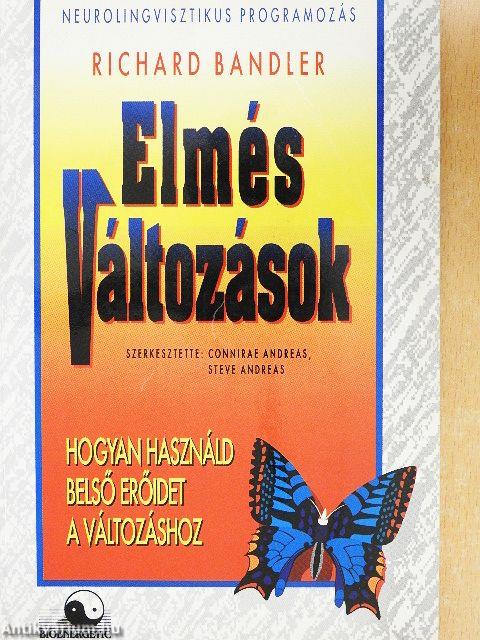 NEUROLINGVISZTIKUS PROGRAMOZÁS
RICHARD BANDLER
Elmés
Változások
SZERKESZTETTE: CONNIRAE ANDREAS,
STEVE ANDREAS
HOGYAN HASZNÁLD
BELSŐ ERŐIDET
A VÁLTOZÁSHOZ
BIOENERGETIC